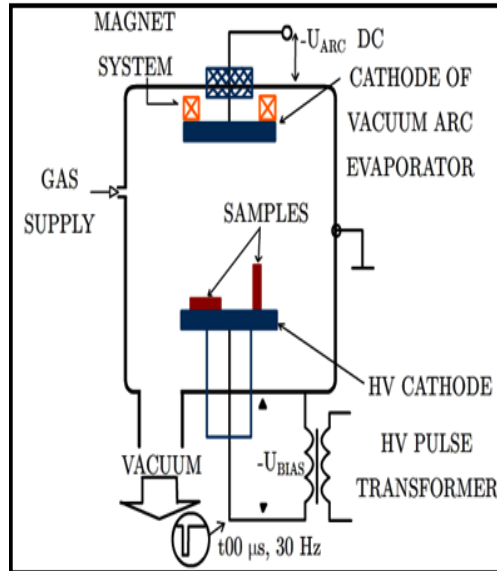 MAGNET
SYSTEM
-U_ARC DC
CATHODE OF
VACUUM ARC
EVAPORATOR
GAS
SUPPLY
SAMPLES
HV CATHODE
VACUUM
-U_BIAS
HV PULSE
TRANSFORMER
t00 μs, 30 Hz